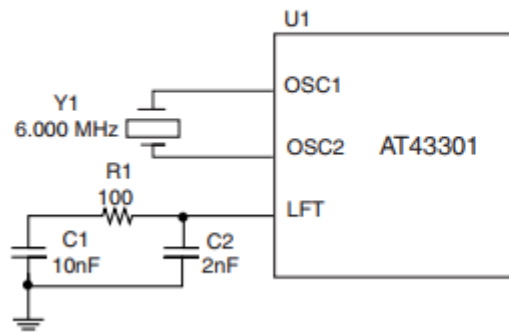 U1
OSC1
Y1
6.000 MHz
OSC2
AT43301
R1
100
LFT
C1
10nF
C2
2nF